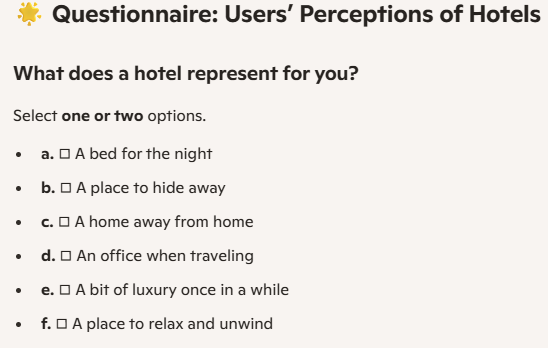 🌟 Questionnaire: Users’ Perceptions of Hotels
What does a hotel represent for you?
Select one or two options.
• a. ☐ A bed for the night
• b. ☐ A place to hide away
• c. ☐ A home away from home
• d. ☐ An office when traveling
• e. ☐ A bit of luxury once in a while
• f. ☐ A place to relax and unwind